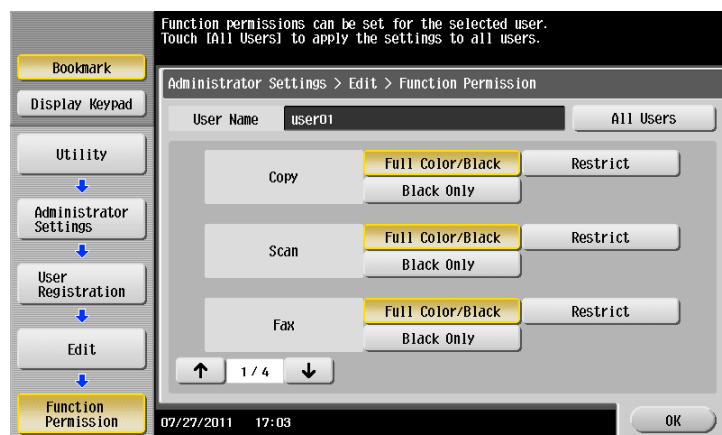 Function permissions can be set for the selected user.
Touch [All Users] to apply the settings to all users.
Bookmark
Display Keypad
Utility
Administrator
Settings
User
Registration
Edit
Function
Permission
Administrator Settings > Edit > Function Permission
User Name user01 All Users
Copy Full Color/Black Restrict
Black Only
Scan Full Color/Black Restrict
Black Only
Fax Full Color/Black Restrict
Black Only
↑ 1/4 ↓
07/27/2011 17:03 OK